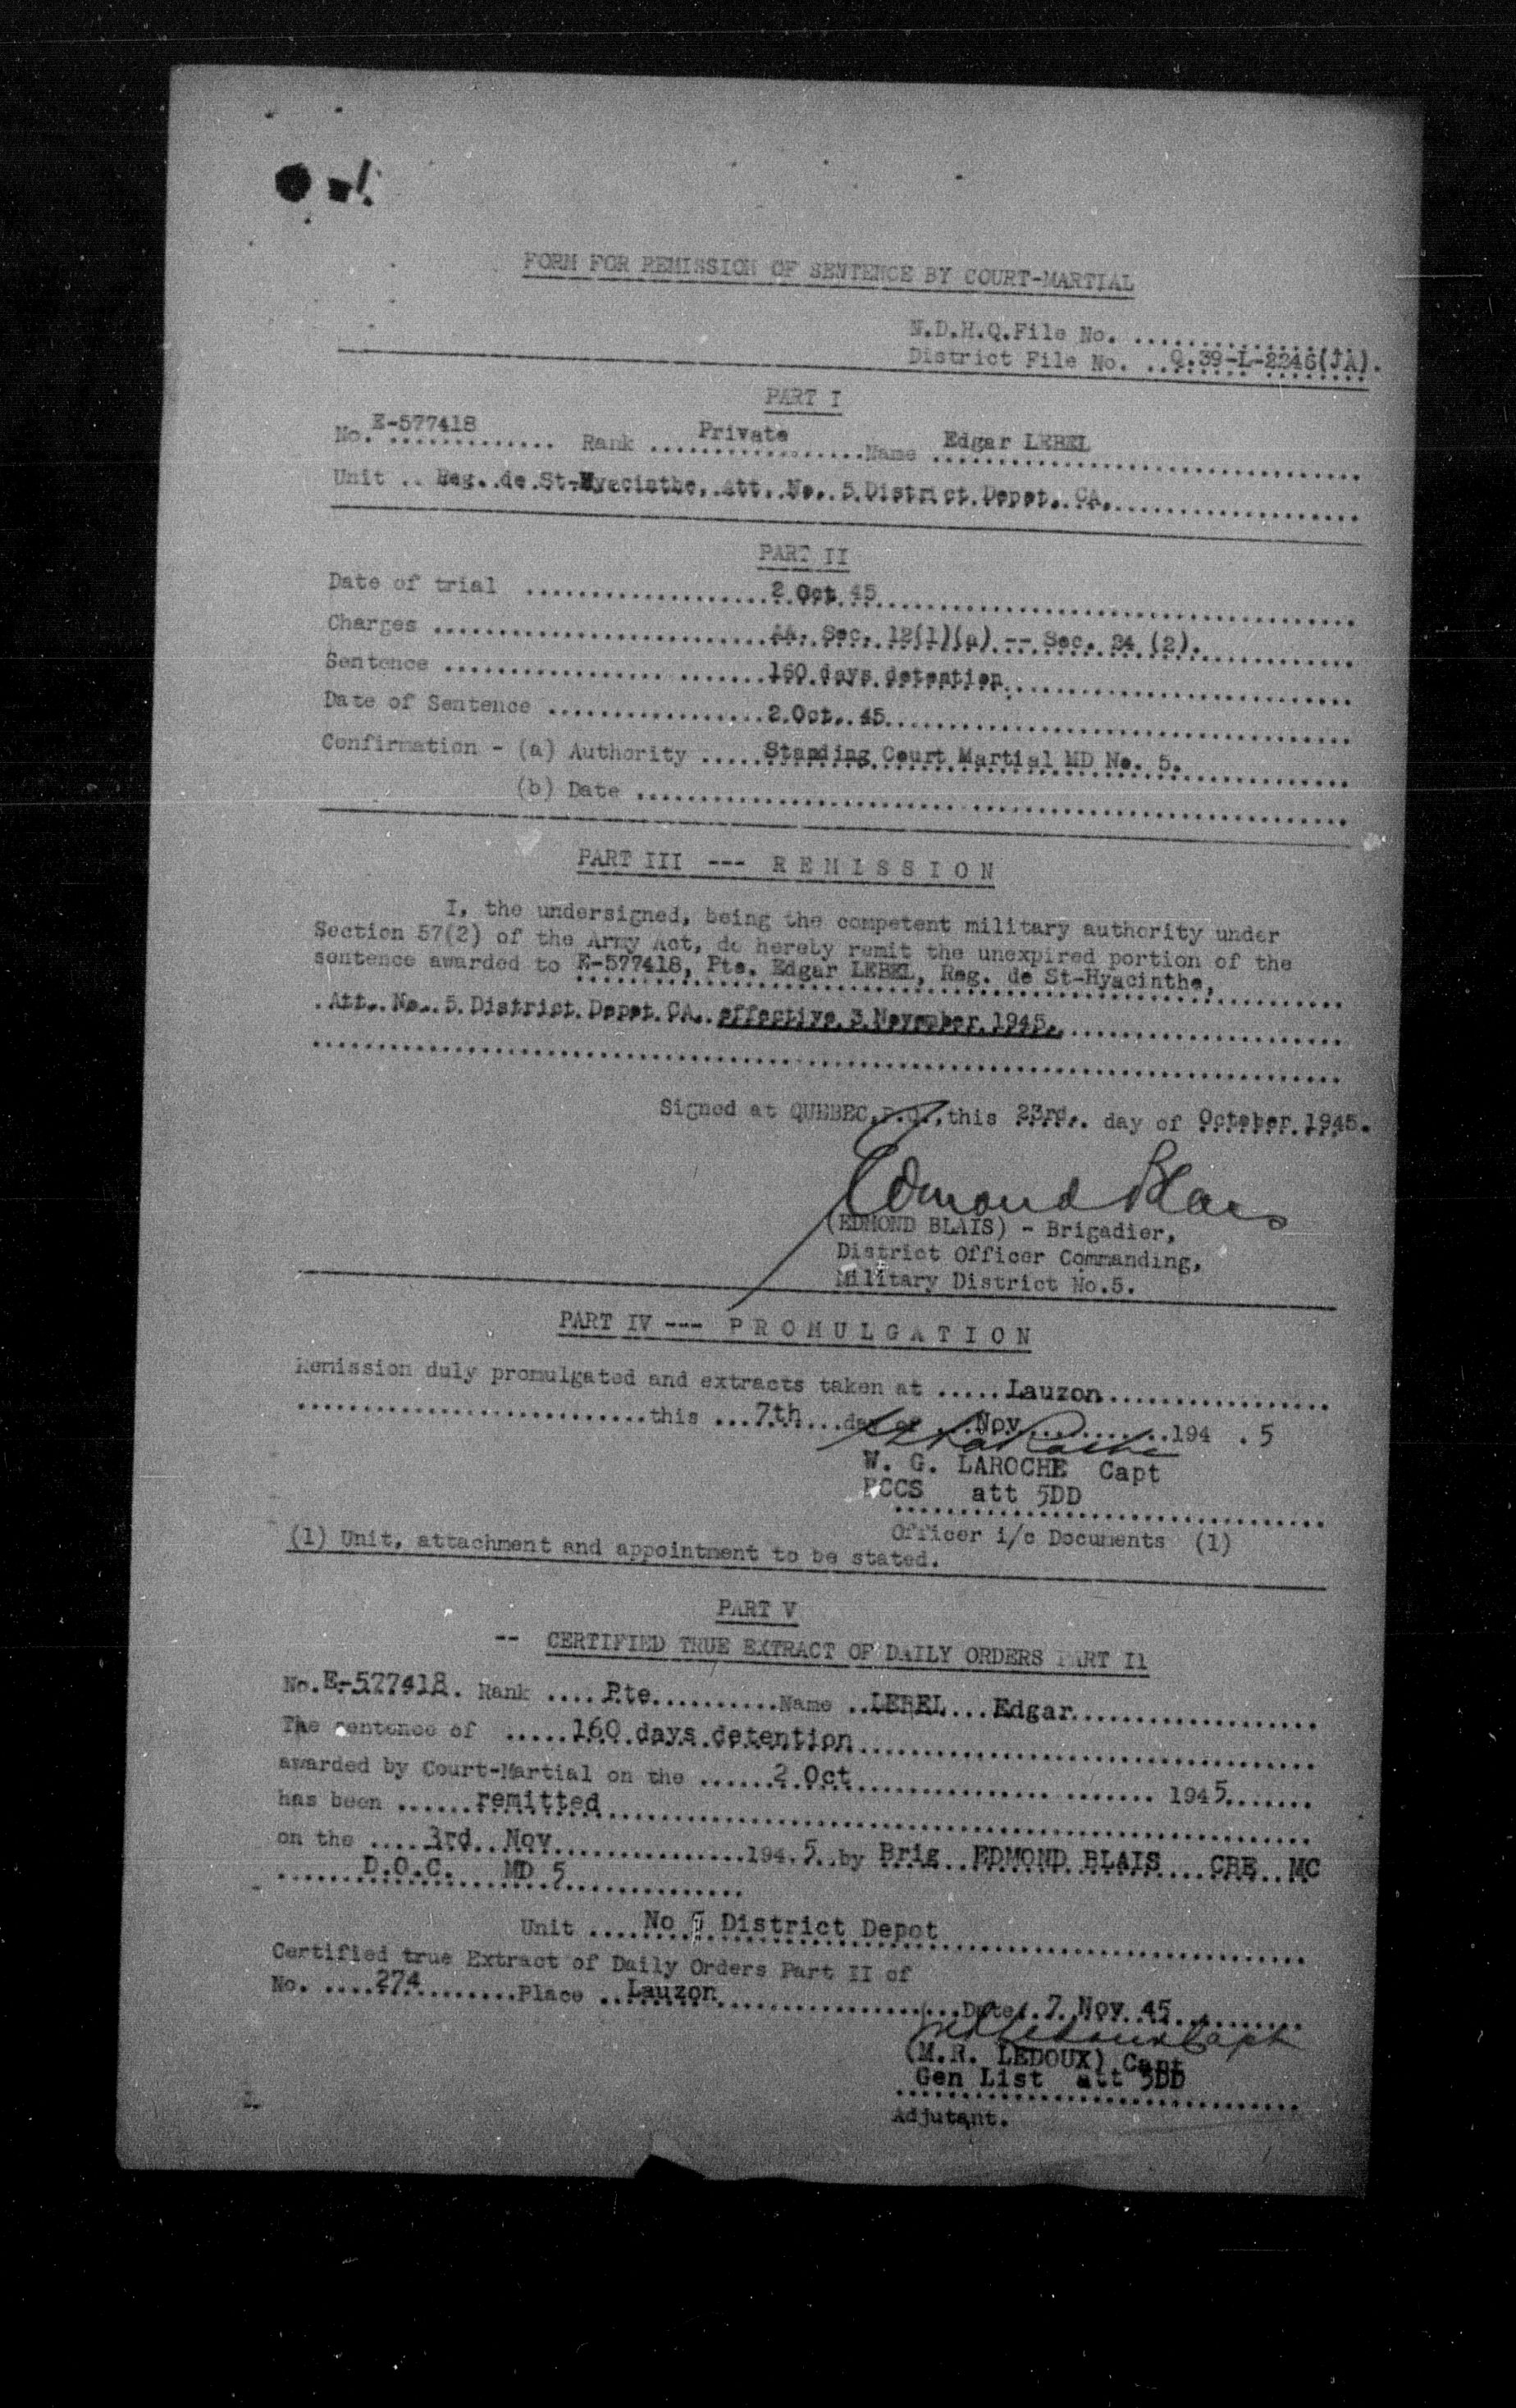 FORM FOR REMISSION OF SENTENCE BY COURT-MARTIAL
N.D.H.Q.File No. ..................
District File No. ..Q.39-L-2246(JA).
PART I
No. E-577418 Rank ....Private......Name Edgar LEBEL
Unit .. Reg. de St-Hyacinthe, Att. No. 5 District Depot, CA.
PART II
Date of trial ..................2 Oct 45
Charges ..........................AA. Sec. 12(1)(a) -- Sec. 24 (2).
Sentence .........................160 days detention
Date of Sentence .................2 Oct. 45
Confirmation - (a) Authority .....Standing Court Martial MD No. 5.
(b) Date ..................
PART III --- R E M I S S I O N
I, the undersigned, being the competent military authority under
Section 57(2) of the Army Act, do hereby remit the unexpired portion of the
sentence awarded to E-577418, Pte. Edgar LEBEL, Reg. de St-Hyacinthe,
.Att. No. 5 District Depot CA. effective 3 November 1945.
Signed at QUEBEC,P.Q.,this 23rd.. day of October 1945.
Edmond Blais
(EDMOND BLAIS) - Brigadier,
District Officer Commanding,
Military District No.5.
PART IV --- P R O M U L G A T I O N
Remission duly promulgated and extracts taken at .....Lauzon
this ...7th...day of ..Nov..........194 . 5
W. G. LAROCHE Capt
att 5DD
Officer i/c Documents (1)
(1) Unit, attachment and appointment to be stated.
PART V
-- CERTIFIED TRUE EXTRACT OF DAILY ORDERS PART II
No.E-577418. Rank ....Pte..........Name ..LEBEL...Edgar
The sentence of .....160 days detention
awarded by Court-Martial on the ......2 Oct.................. 1945.......
has been ......remitted
on the ....3rd..Nov...............194.5..by Brig..EDMOND BLAIS...CBE..MC
D.O.C. MD 5
Unit ....No 5 District Depot
Certified true Extract of Daily Orders Part II of
No. ....274........Place ..Lauzon..................Date..7 Nov 45
(M.R. LEDOUX) Capt
Gen List att 5DD
Adjutant.